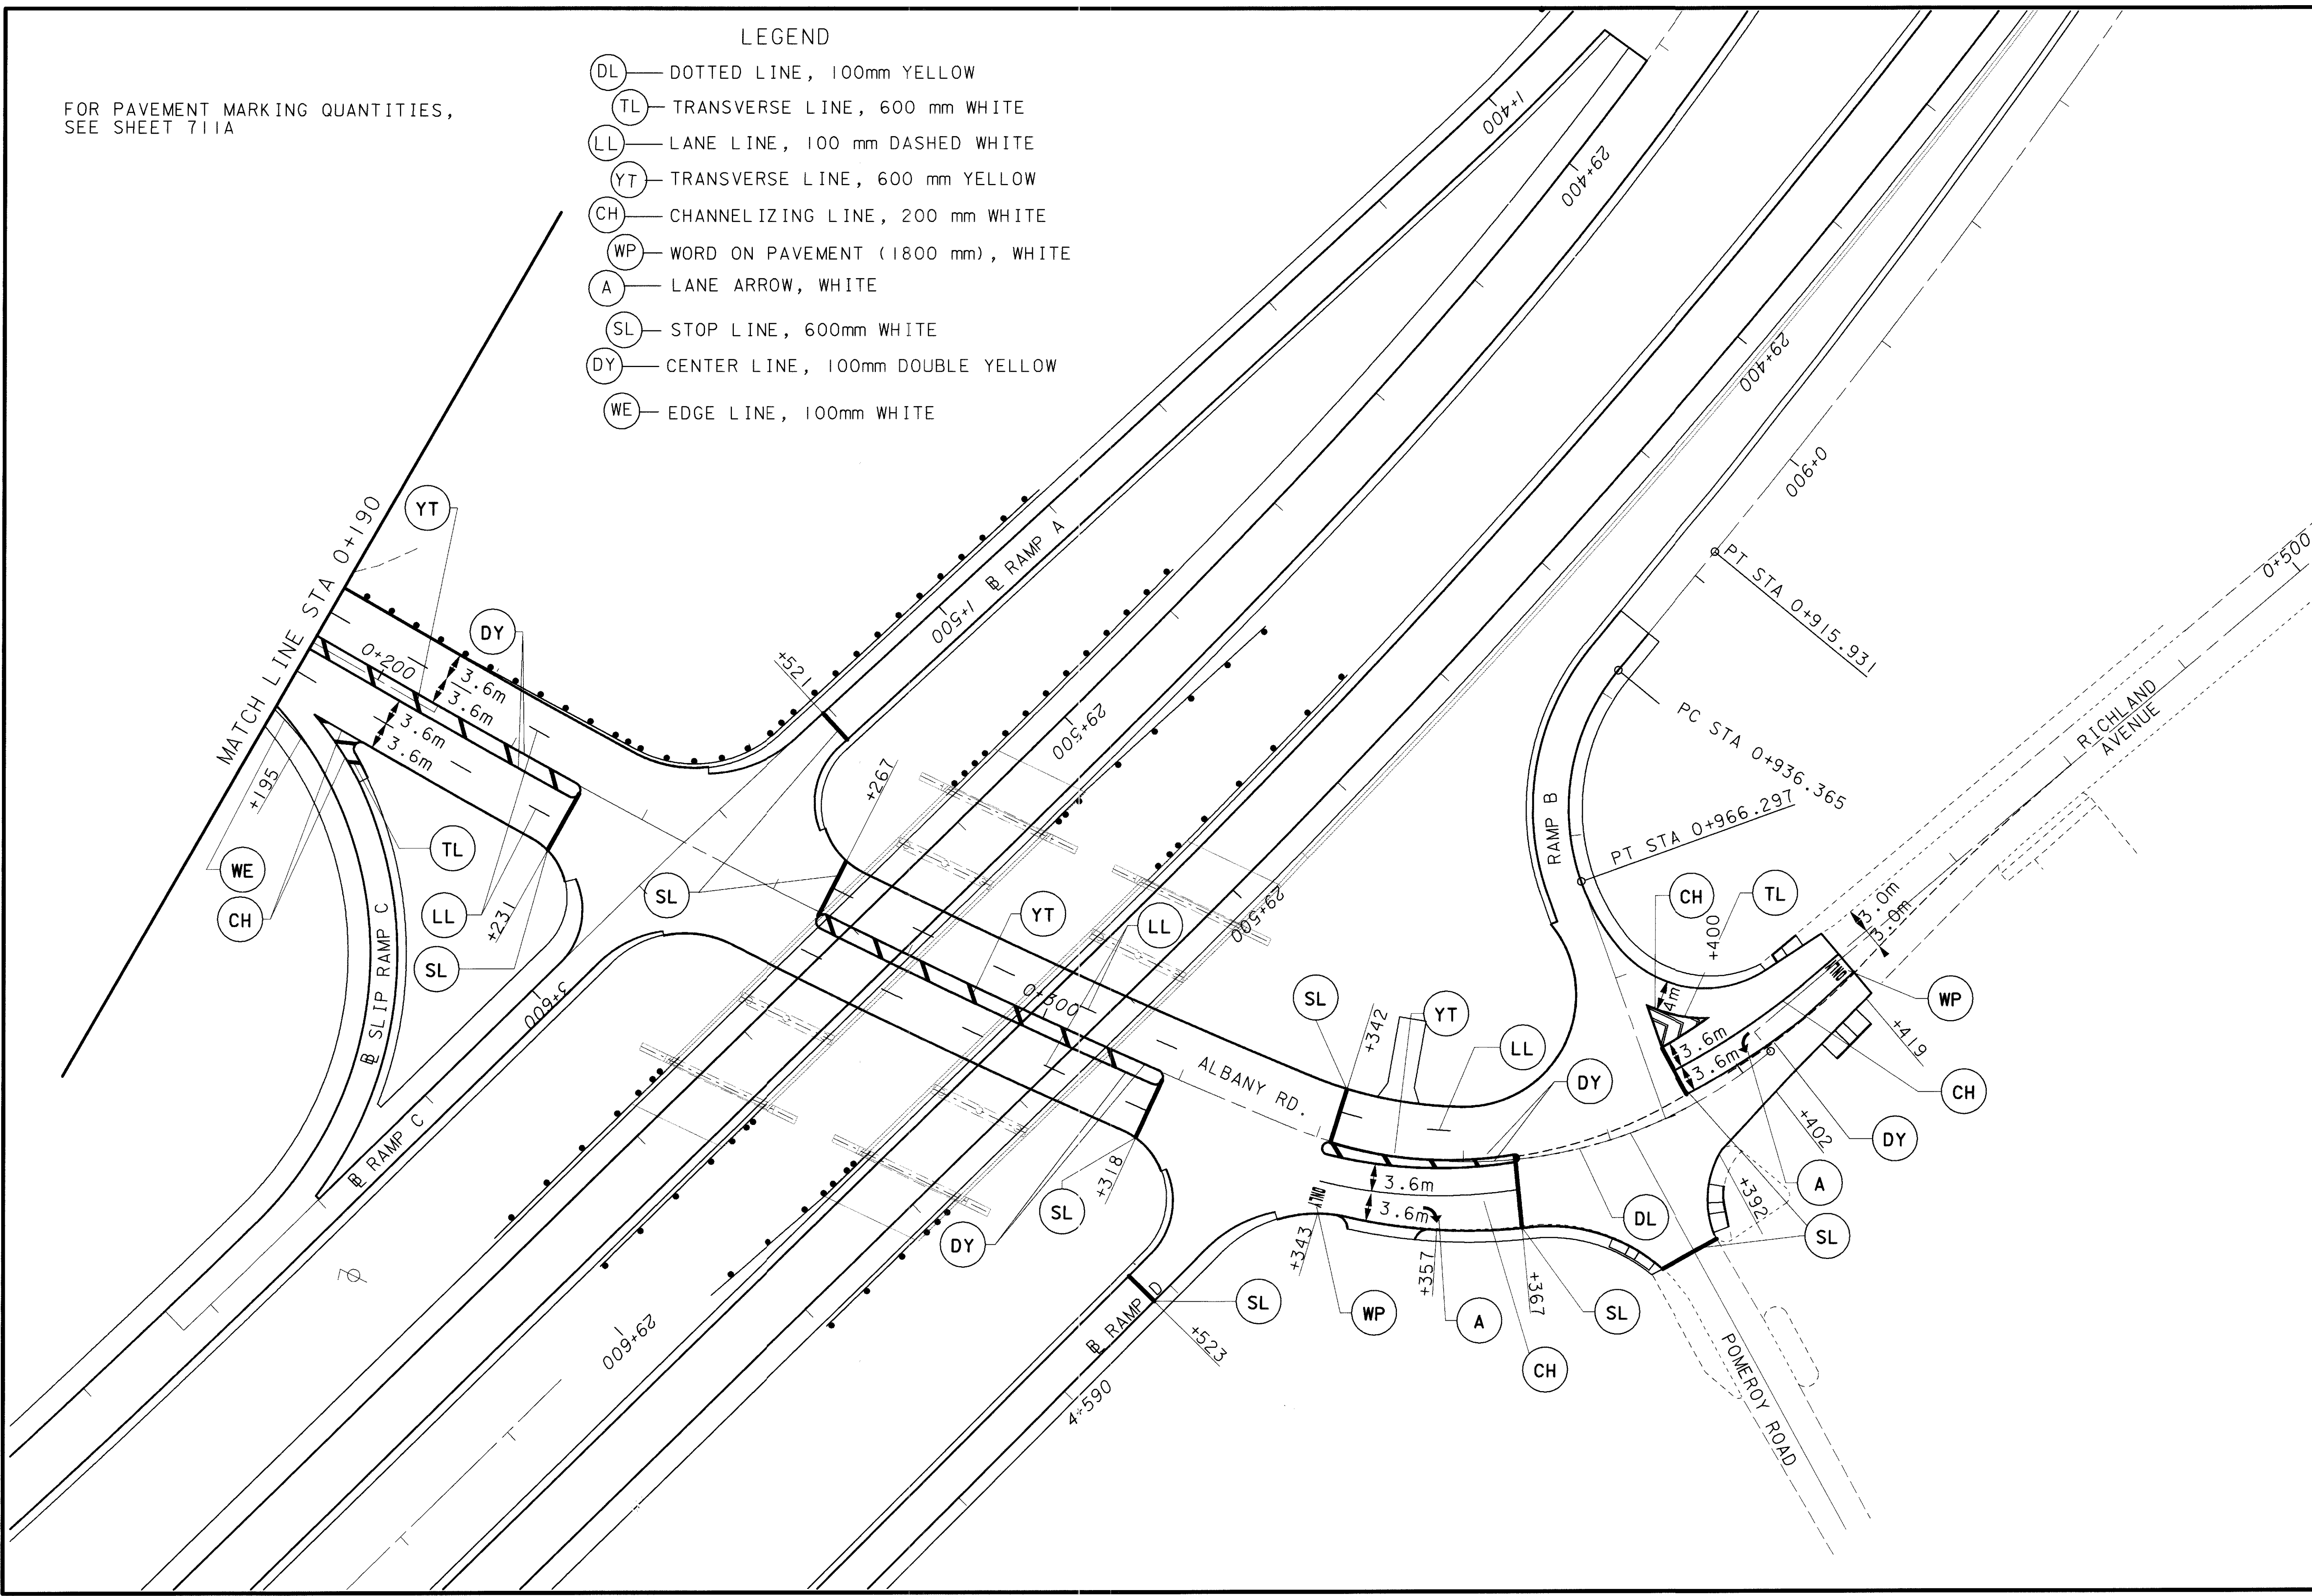 LEGEND
DL DOTTED LINE, 100mm YELLOW
TL TRANSVERSE LINE, 600 mm WHITE
LL LANE LINE, 100 mm DASHED WHITE
YT TRANSVERSE LINE, 600 mm YELLOW
CH CHANNELIZING LINE, 200 mm WHITE
WP WORD ON PAVEMENT (1800 mm), WHITE
A LANE ARROW, WHITE
SL STOP LINE, 600mm WHITE
DY CENTER LINE, 100mm DOUBLE YELLOW
WE EDGE LINE, 100mm WHITE
FOR PAVEMENT MARKING QUANTITIES,
SEE SHEET 711A
MATCH LINE STA 0+190
YT
DY
0+200
3.6m
3.6m
3.6m
3.6m
+195
WE
CH
TL
LL
SL
+231
BL SLIP RAMP C
BL RAMP C
3+600
SL
+521
+267
1+500
BL RAMP A
1+400
29+400
29+400
29+500
29+500
29+600
YT
LL
0+300
ALBANY RD.
SL
+318
DY
SL
+342
YT
LL
DY
3.6m
3.6m
ONLY
+343
+357
+367
WP
A
CH
SL
DL
SL
BL RAMP D
+523
4+590
0+900
PT STA 0+915.931
PC STA 0+936.365
PT STA 0+966.297
RAMP B
0+500
RICHLAND
AVENUE
CH
TL
+400
4m
3.0m
3.0m
ONLY
WP
+419
3.6m
3.6m
CH
DY
+402
A
+392
SL
POMEROY ROAD